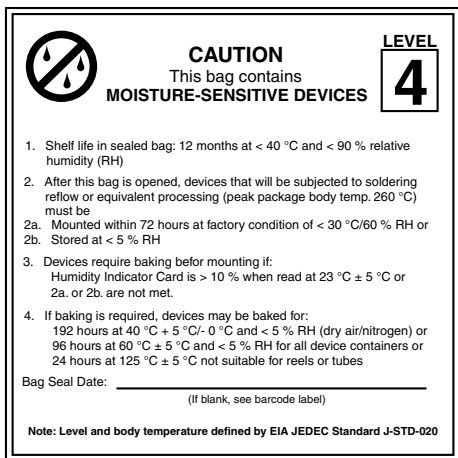 LEVEL
4
CAUTION
This bag contains
MOISTURE-SENSITIVE DEVICES
1. Shelf life in sealed bag: 12 months at < 40 °C and < 90 % relative
humidity (RH)
2. After this bag is opened, devices that will be subjected to soldering
reflow or equivalent processing (peak package body temp. 260 °C)
must be
2a. Mounted within 72 hours at factory condition of < 30 °C/60 % RH or
2b. Stored at < 5 % RH
3. Devices require baking befor mounting if:
Humidity Indicator Card is > 10 % when read at 23 °C ± 5 °C or
2a. or 2b. are not met.
4. If baking is required, devices may be baked for:
192 hours at 40 °C + 5 °C/- 0 °C and < 5 % RH (dry air/nitrogen) or
96 hours at 60 °C ± 5 °C and < 5 % RH for all device containers or
24 hours at 125 °C ± 5 °C not suitable for reels or tubes
Bag Seal Date:
(If blank, see barcode label)
Note: Level and body temperature defined by EIA JEDEC Standard J-STD-020